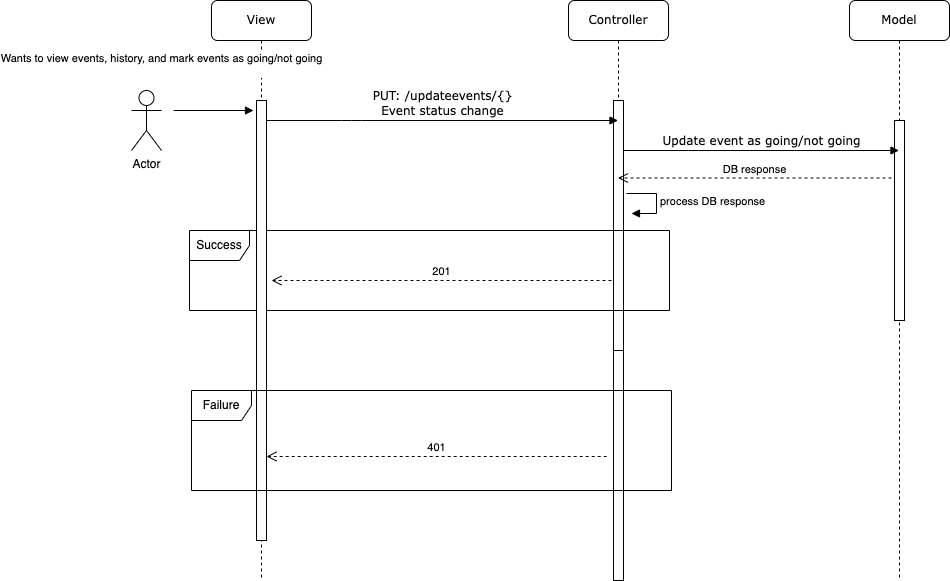 View
Controller
Model
Wants to view events, history, and mark events as going/not going
PUT: /updateevents/{}
Event status change
Update event as going/not going
Actor
DB response
process DB response
Success
201
Failure
401